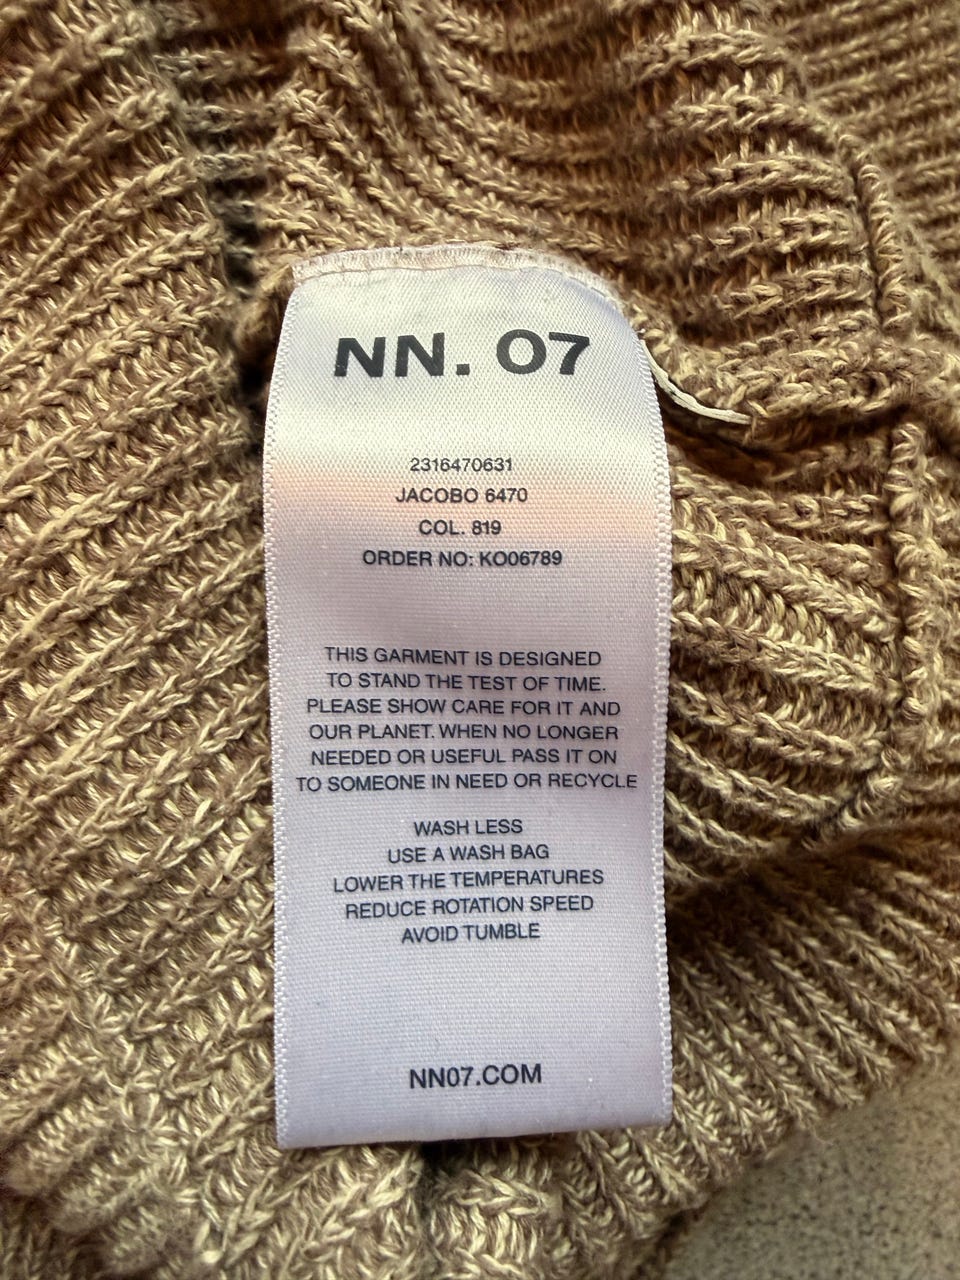 NN. 07
2316470631
JACOBO 6470
COL. 819
ORDER NO: KO06789
THIS GARMENT IS DESIGNED
TO STAND THE TEST OF TIME.
PLEASE SHOW CARE FOR IT AND
OUR PLANET. WHEN NO LONGER
NEEDED OR USEFUL PASS IT ON
TO SOMEONE IN NEED OR RECYCLE
WASH LESS
USE A WASH BAG
LOWER THE TEMPERATURES
REDUCE ROTATION SPEED
AVOID TUMBLE
NN07.COM